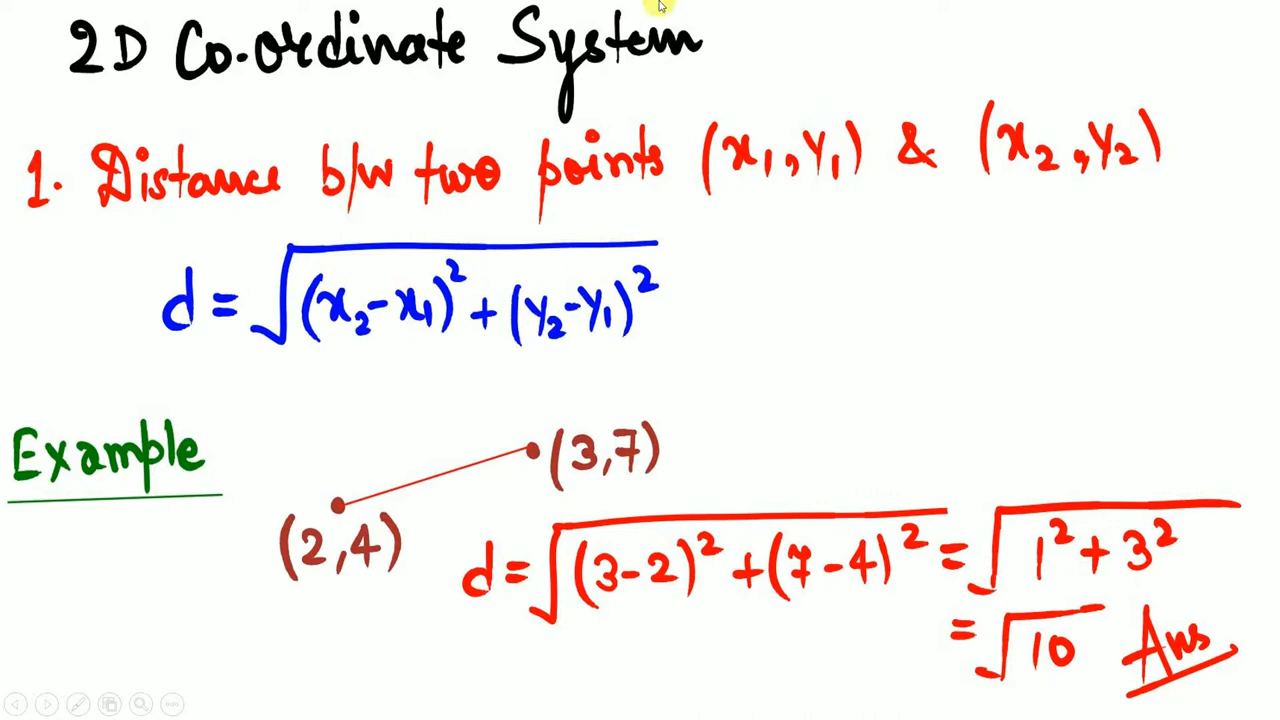 2D Co-ordinate System
1. Distance b/w two points (x₁,y₁) & (x₂,y₂)
d = √((x₂-x₁)² + (y₂-y₁)²)
Example
(3,7)
(2,4)
d = √((3-2)² + (7-4)²) = √(1² + 3²)
= √10 Ans